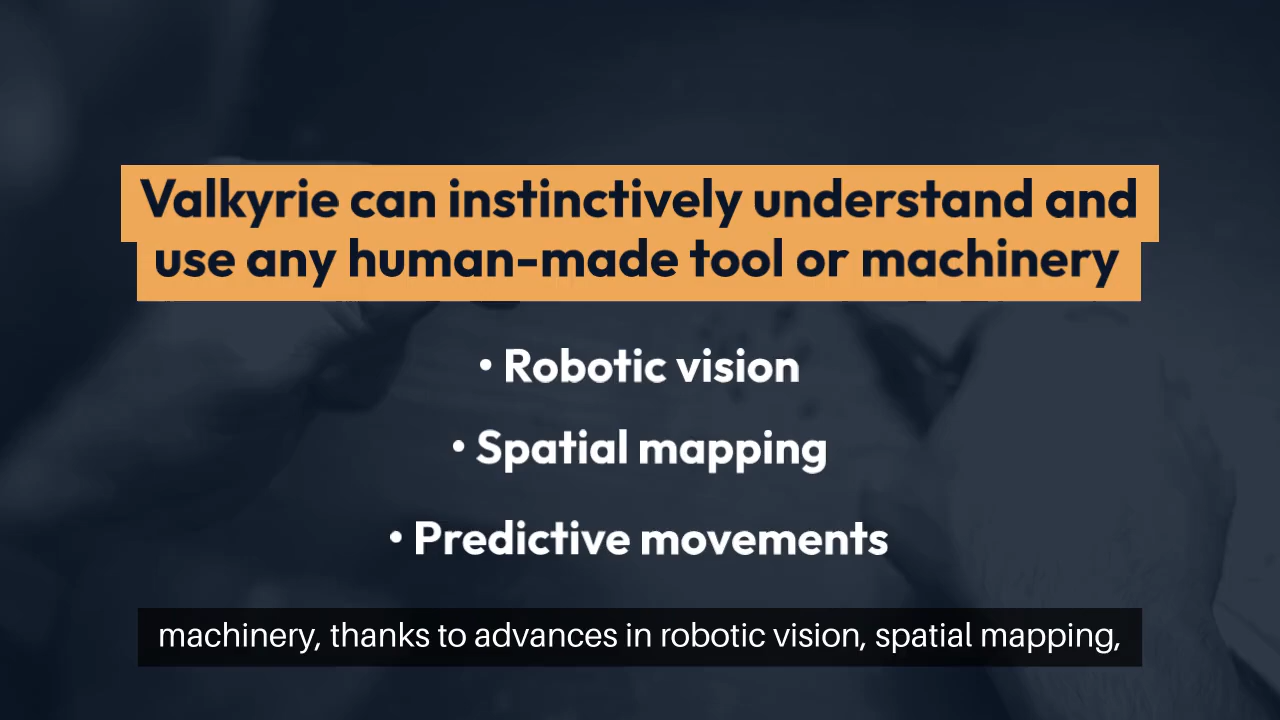 Valkyrie can instinctively understand and
use any human-made tool or machinery
• Robotic vision
• Spatial mapping
• Predictive movements
machinery, thanks to advances in robotic vision, spatial mapping,